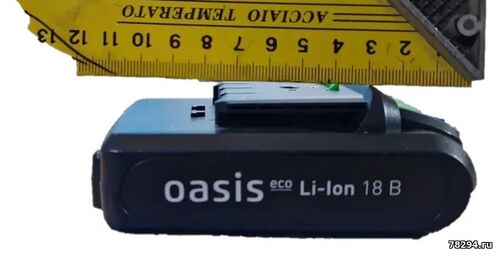 ACCIAIO TEMPERATO
13 12 11 10 9 8 7 6 5 4 3 2
oasis eco Li-Ion 18 В
78294.ru